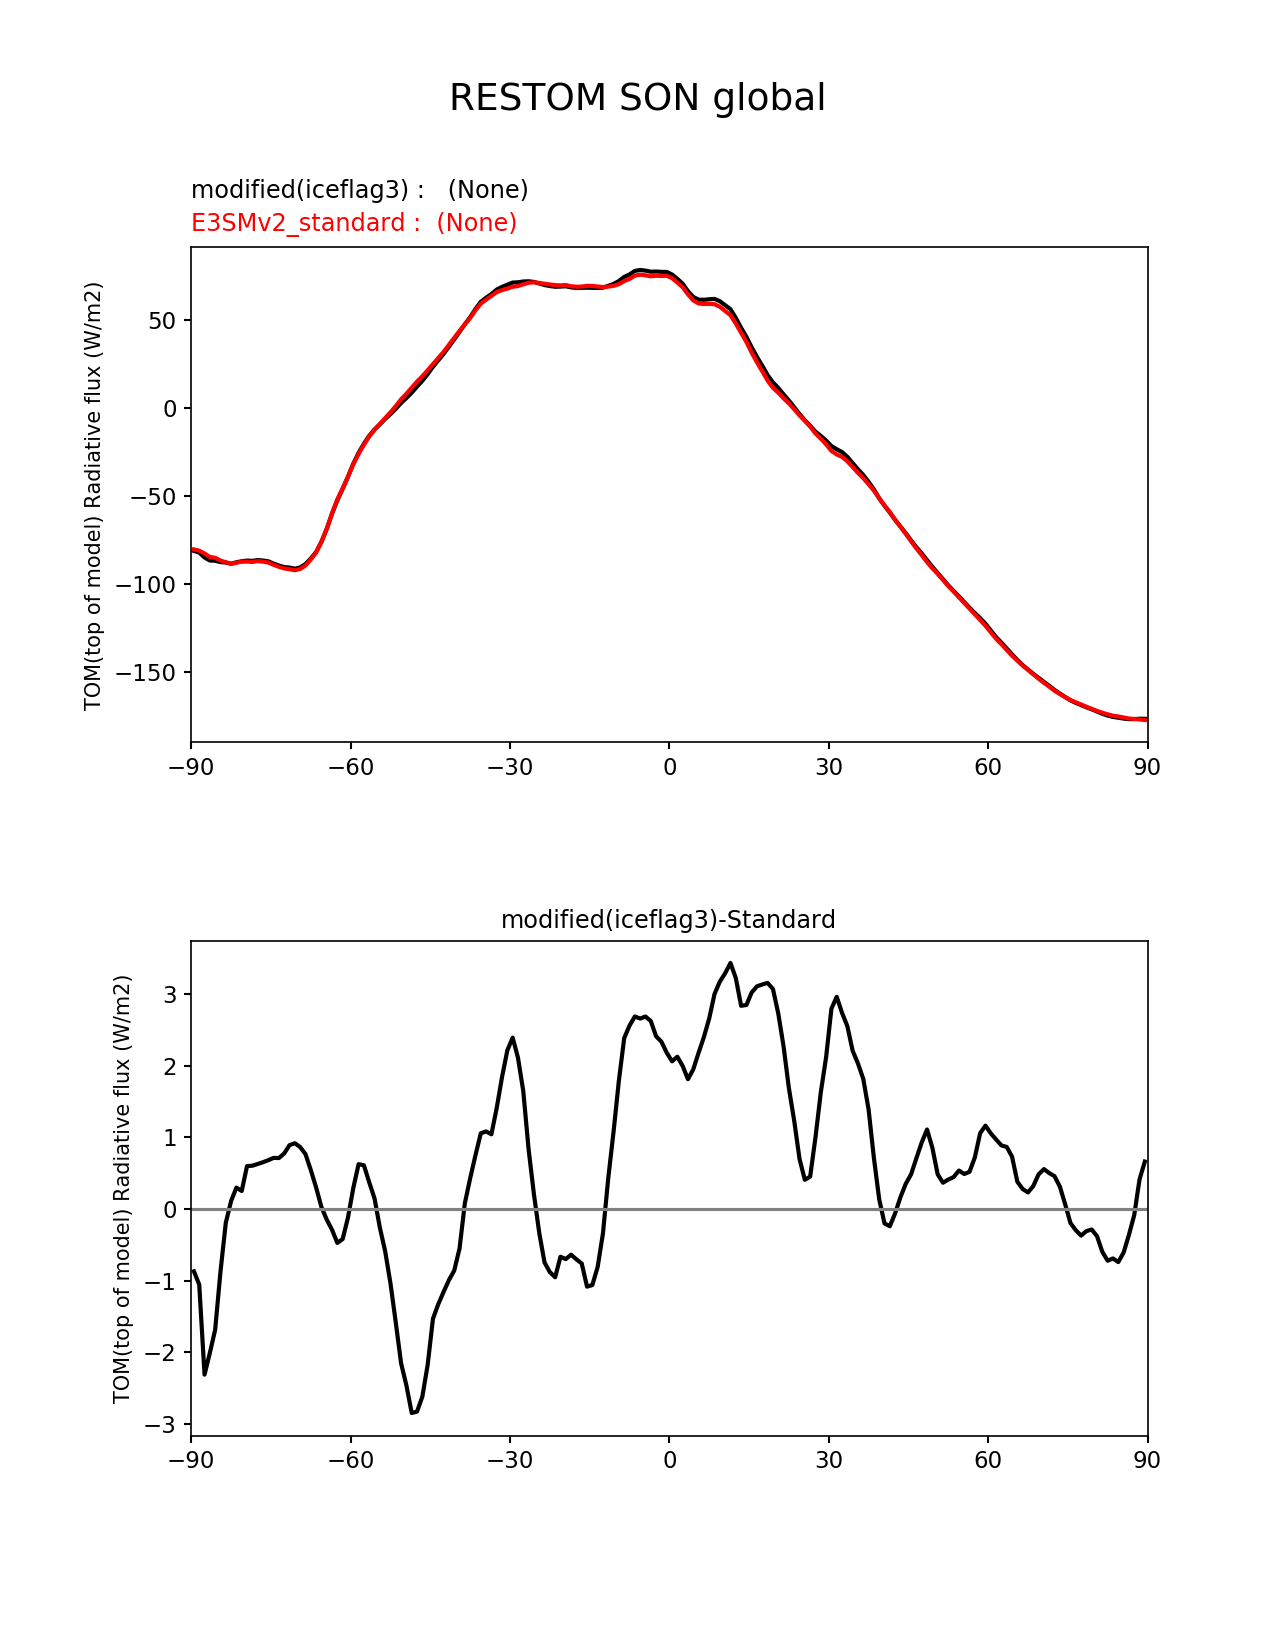 RESTOM SON global
modified(iceflag3) :   (None)
E3SMv2_standard :  (None)
TOM(top of model) Radiative flux (W/m2)
50
0
−50
−100
−150
−90 −60 −30 0 30 60 90
modified(iceflag3)-Standard
TOM(top of model) Radiative flux (W/m2)
3
2
1
0
−1
−2
−3
−90 −60 −30 0 30 60 90